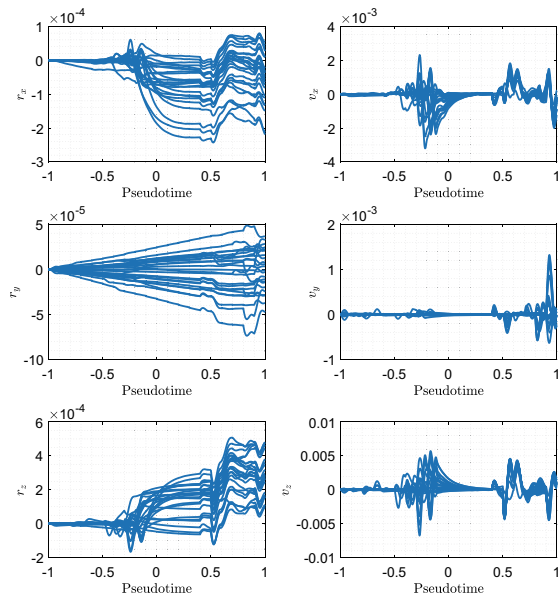 ×10⁻⁴ ×10⁻³
1 4
0 2
-1 0
-2 -2
-3 -4
r_x v_x
-1 -0.5 0 0.5 1 -1 -0.5 0 0.5 1
Pseudotime Pseudotime
×10⁻⁵ ×10⁻³
5 2
0 1
-5 0
-10 -1
r_y v_y
-1 -0.5 0 0.5 1 -1 -0.5 0 0.5 1
Pseudotime Pseudotime
×10⁻⁴
6 0.01
4 0.005
2 0
0 -0.005
-2 -0.01
r_z v_z
-1 -0.5 0 0.5 1 -1 -0.5 0 0.5 1
Pseudotime Pseudotime